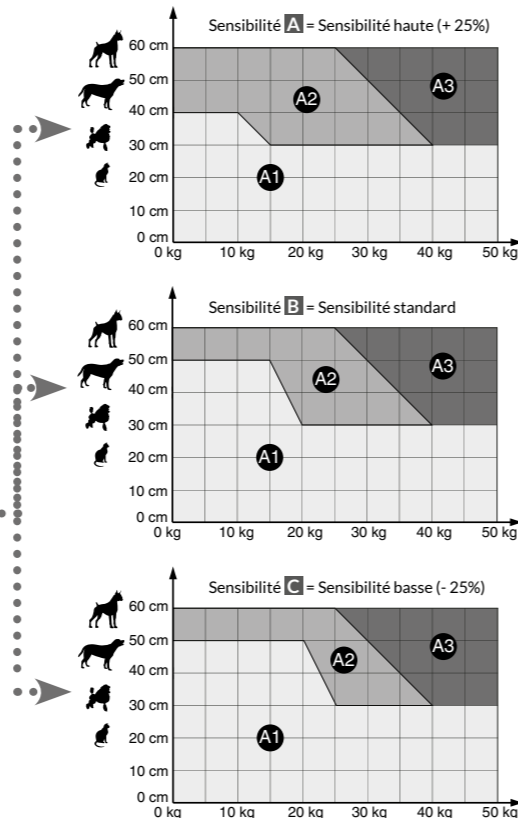 Sensibilité A = Sensibilité haute (+ 25%)
60 cm
50 cm
40 cm
30 cm
20 cm
10 cm
0 cm
A3
A2
A1
0 kg 10 kg 20 kg 30 kg 40 kg 50 kg
Sensibilité B = Sensibilité standard
60 cm
50 cm
40 cm
30 cm
20 cm
10 cm
0 cm
A3
A2
A1
0 kg 10 kg 20 kg 30 kg 40 kg 50 kg
Sensibilité C = Sensibilité basse (- 25%)
60 cm
50 cm
40 cm
30 cm
20 cm
10 cm
0 cm
A3
A2
A1
0 kg 10 kg 20 kg 30 kg 40 kg 50 kg